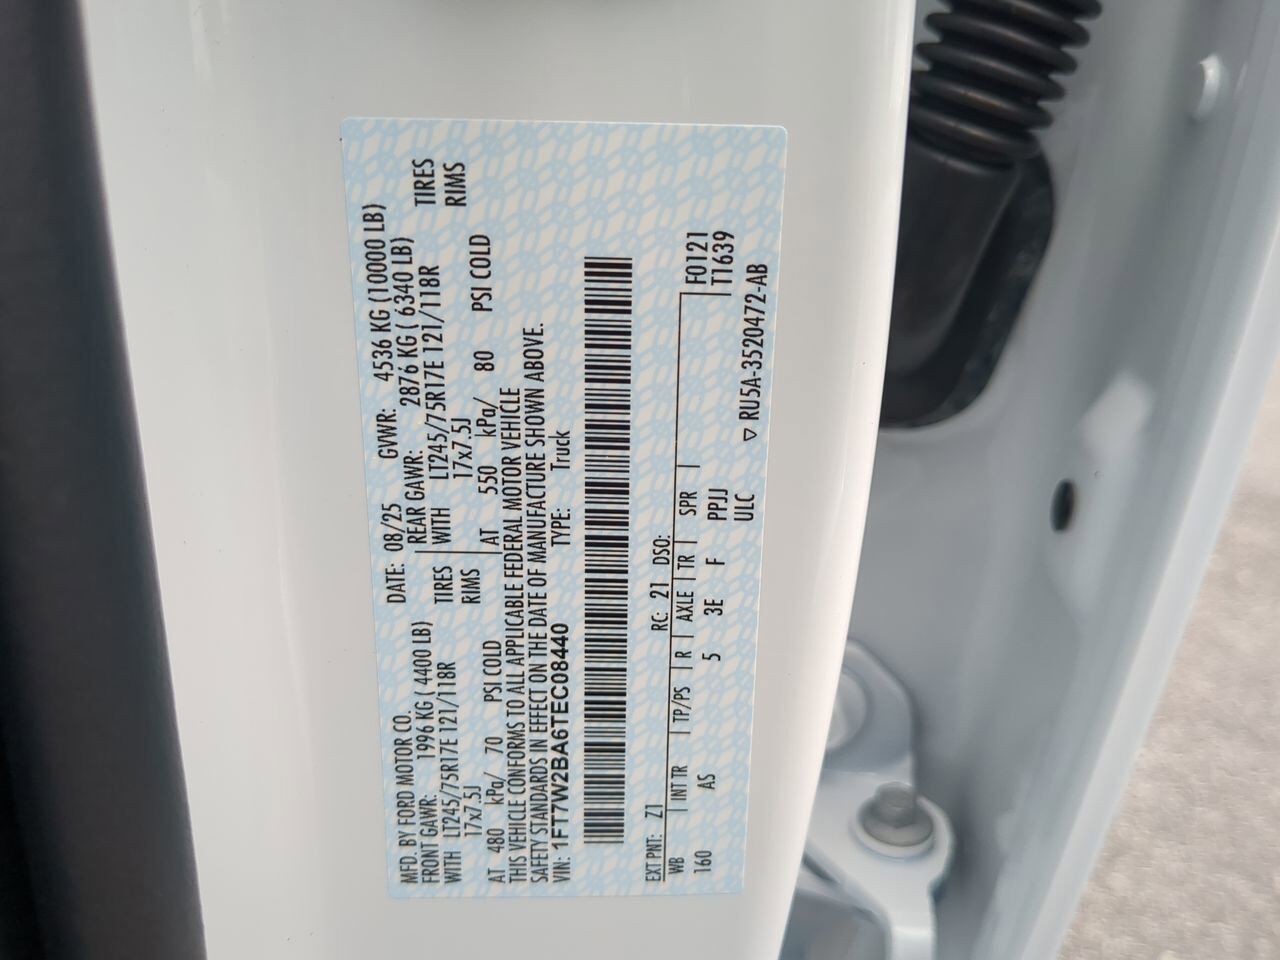 MFD. BY FORD MOTOR CO.
DATE: 08/25 GVWR: 4536 KG (10000 LB)
FRONT GAWR: 1996 KG ( 4400 LB)
REAR GAWR: 2876 KG ( 6340 LB)
WITH LT245/75R17E 121/118R TIRES
WITH LT245/75R17E 121/118R TIRES
17x7.5J RIMS
17x7.5J RIMS
AT 480 kPa/ 70 PSI COLD
AT 550 kPa/ 80 PSI COLD
THIS VEHICLE CONFORMS TO ALL APPLICABLE FEDERAL MOTOR VEHICLE
SAFETY STANDARDS IN EFFECT ON THE DATE OF MANUFACTURE SHOWN ABOVE.
VIN: 1FT7W2BA6TEC08440 TYPE: Truck
EXT PNT: Z1 RC: 21 DSO:
WB INT TR TP/PS R AXLE TR SPR F0121
160 AS 5 3E F PPJJ T1639
ULC
▽ RU5A-3520472-AB